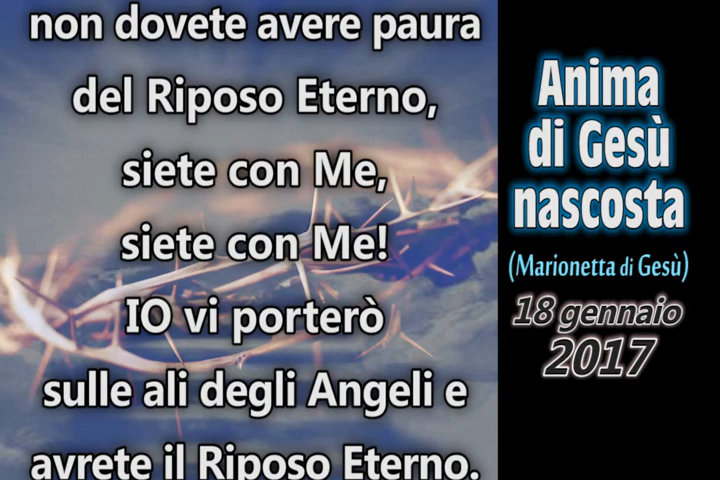 non dovete avere paura
del Riposo Eterno,
siete con Me,
siete con Me!
IO vi porterò
sulle ali degli Angeli e
avrete il Riposo Eterno.
Anima
di Gesù
nascosta
(Marionetta di Gesù)
18 gennaio
2017